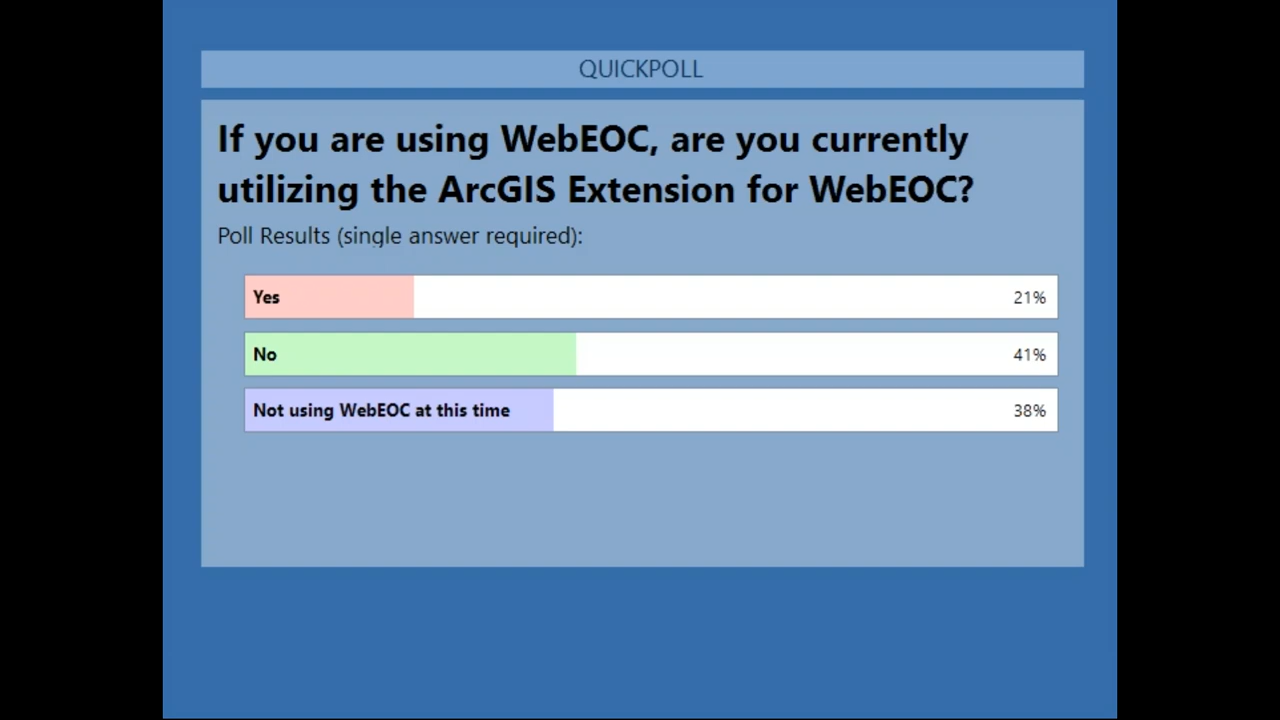 QUICKPOLL
If you are using WebEOC, are you currently
utilizing the ArcGIS Extension for WebEOC?
Poll Results (single answer required):
Yes 21%
No 41%
Not using WebEOC at this time 38%